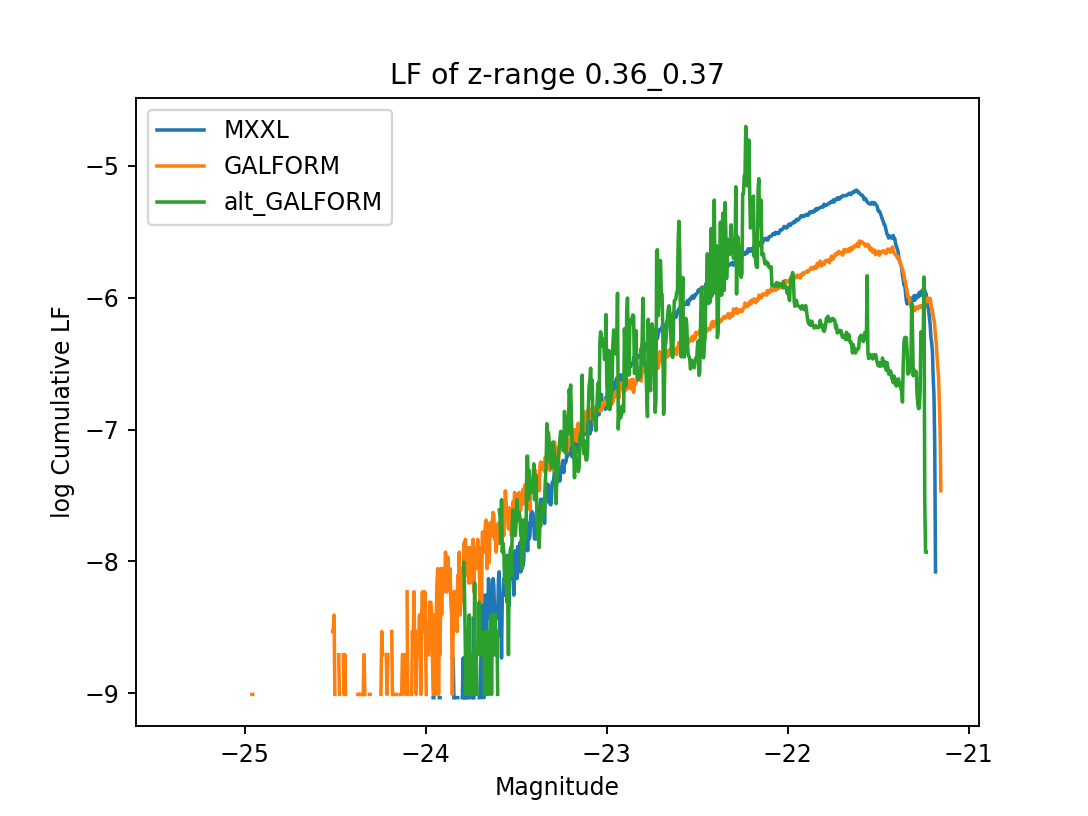 LF of z-range 0.36_0.37
MXXL
GALFORM
alt_GALFORM
log Cumulative LF
−5
−6
−7
−8
−9
−25
−24
−23
−22
−21
Magnitude